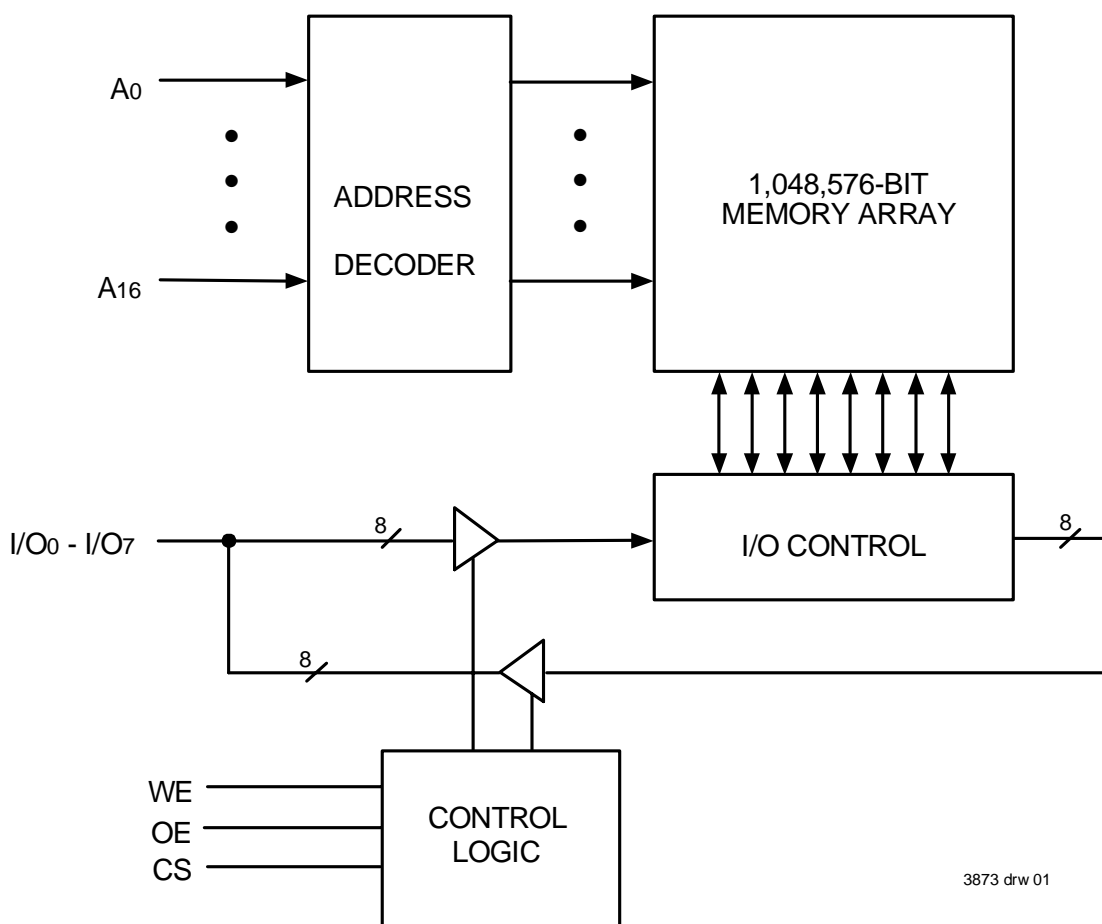 A0
A16
ADDRESS
DECODER
1,048,576-BIT
MEMORY ARRAY
I/O0 - I/O7
8
8
I/O CONTROL
8
WE
OE
CS
CONTROL
LOGIC
3873 drw 01